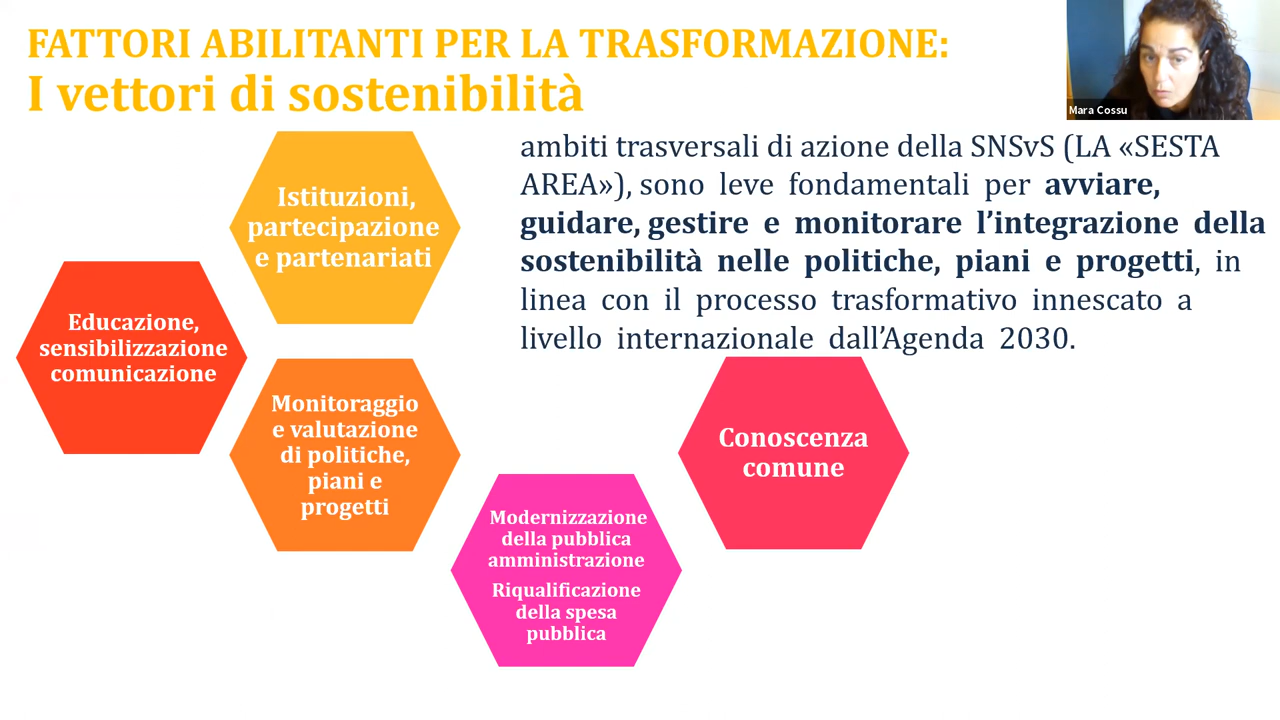 FATTORI ABILITANTI PER LA TRASFORMAZIONE:
I vettori di sostenibilità
Mara Cossu
ambiti trasversali di azione della SNSvS (LA «SESTA
AREA»), sono leve fondamentali per avviare,
guidare, gestire e monitorare l’integrazione della
sostenibilità nelle politiche, piani e progetti, in
linea con il processo trasformativo innescato a
livello internazionale dall’Agenda 2030.
Istituzioni,
partecipazione
e partenariati
Educazione,
sensibilizzazione
comunicazione
Monitoraggio
e valutazione
di politiche,
piani e
progetti
Modernizzazione
della pubblica
amministrazione
Riqualificazione
della spesa
pubblica
Conoscenza
comune